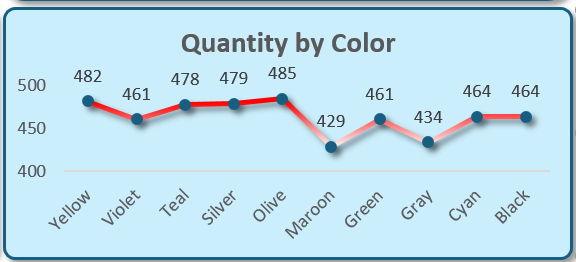 Quantity by Color
500
450
400
482
461
478
479
485
429
461
434
464
464
Yellow
Violet
Teal
Silver
Olive
Maroon
Green
Gray
Cyan
Black